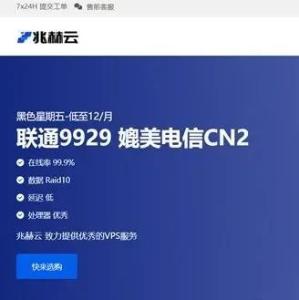 7x24H 提交工单 售前客服
兆赫云
黑色星期五-低至12/月
联通9929 媲美电信CN2
在线率 99.9%
数据 Raid10
延迟 低
处理器 优秀
兆赫云 致力提供优秀的VPS服务
快来选购